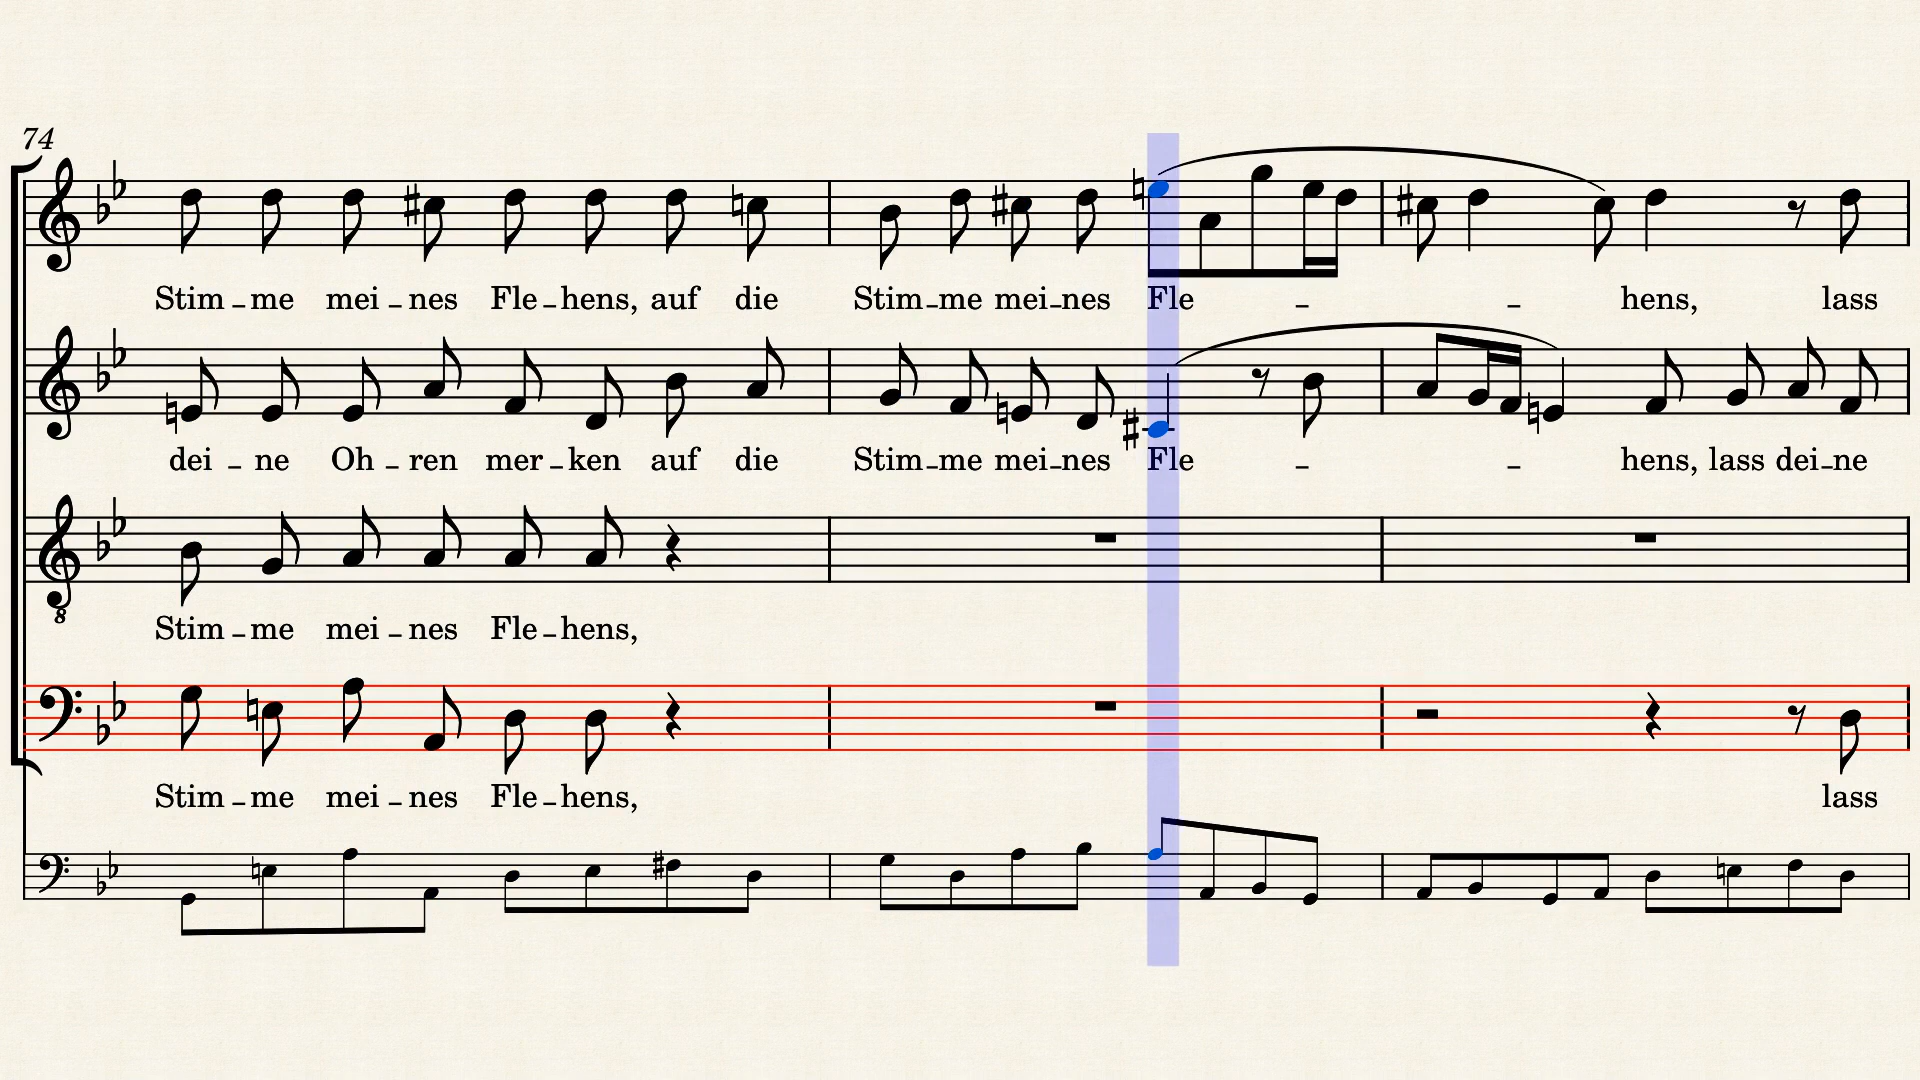 74
Stim – me mei – nes Fle – hens, auf die Stim – me mei – nes Fle – – hens, lass
dei – ne Oh – ren mer – ken auf die Stim – me mei – nes Fle – – hens, lass dei – ne
8
Stim – me mei – nes Fle – hens,
Stim – me mei – nes Fle – hens, lass